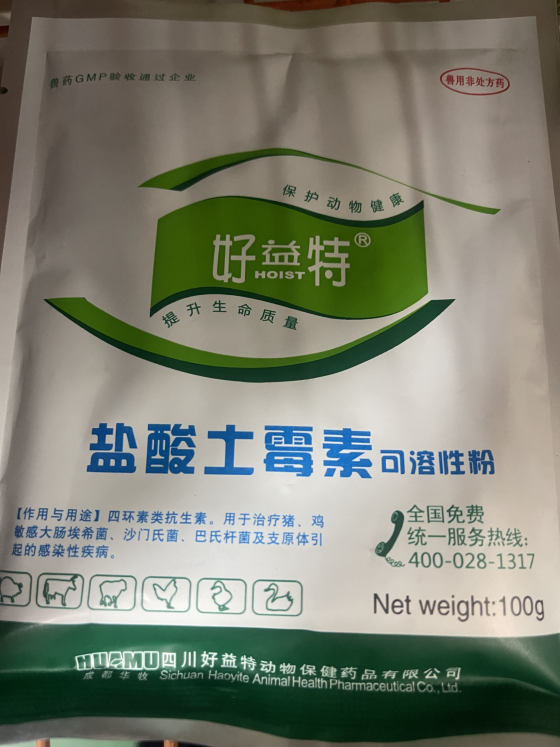 兽药GMP验收通过企业
兽用非处方药
保护动物健康
好益特®
HOIST
提升生命质量
盐酸土霉素可溶性粉
【作用与用途】四环素类抗生素。用于治疗猪、鸡
敏感大肠埃希菌、沙门氏菌、巴氏杆菌及支原体引
起的感染性疾病。
全国免费
统一服务热线:
400-028-1317
Net weight:100g
HUAMU
成都华牧
四川好益特动物保健药品有限公司
Sichuan Haoyite Animal Health Pharmaceutical Co., Ltd.